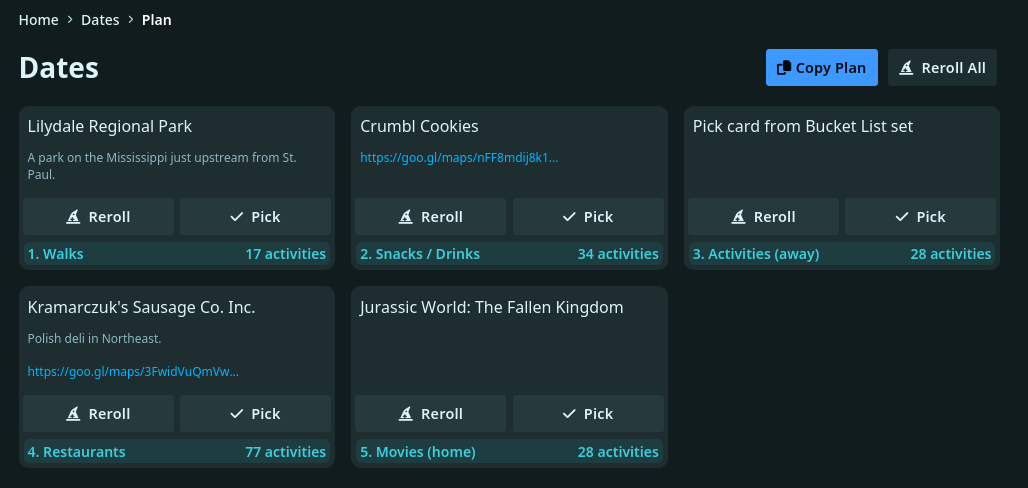 Home > Dates > Plan
Dates
Copy Plan
Reroll All
Lilydale Regional Park
A park on the Mississippi just upstream from St.
Paul.
Reroll
Pick
1. Walks
17 activities
Crumbl Cookies
https://goo.gl/maps/nFF8mdij8k1...
Reroll
Pick
2. Snacks / Drinks
34 activities
Pick card from Bucket List set
Reroll
Pick
3. Activities (away)
28 activities
Kramarczuk's Sausage Co. Inc.
Polish deli in Northeast.
https://goo.gl/maps/3FwidVuQmVw...
Reroll
Pick
4. Restaurants
77 activities
Jurassic World: The Fallen Kingdom
Reroll
Pick
5. Movies (home)
28 activities